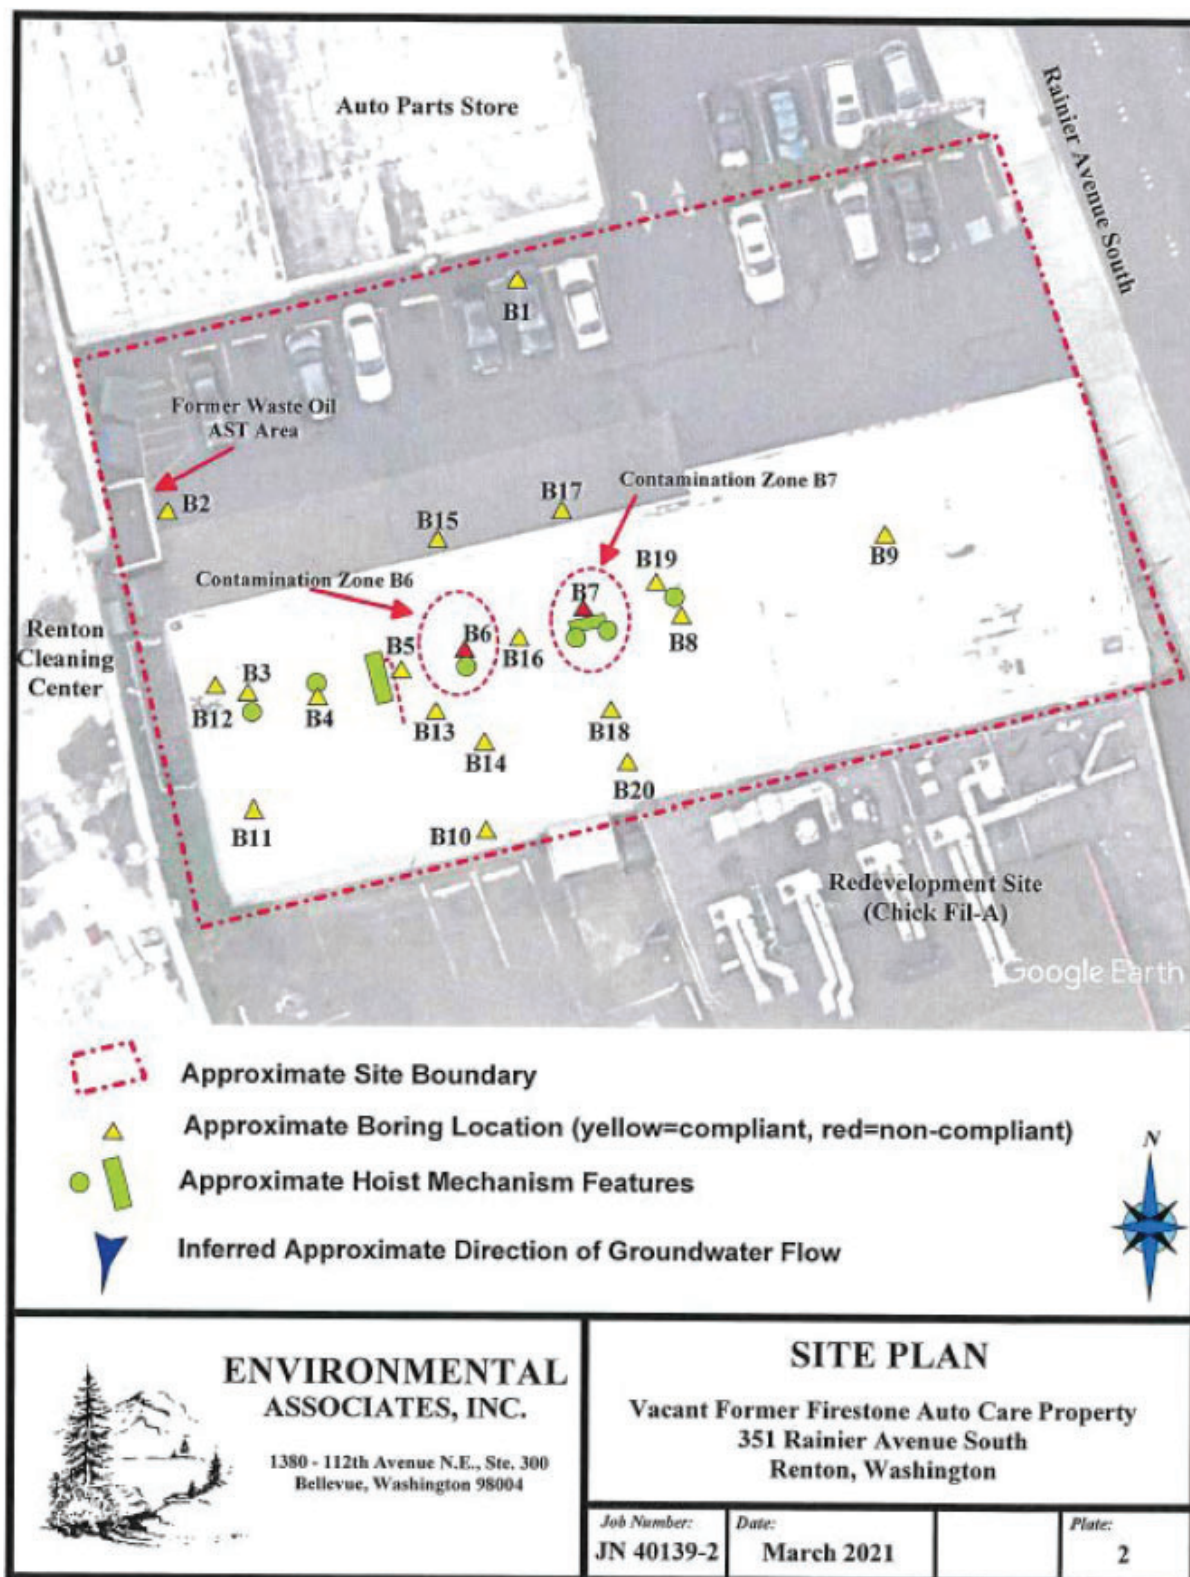 Auto Parts Store
Rainier Avenue South
B1
Former Waste Oil
AST Area
B2
Contamination Zone B7
B17
B15
B9
B19
Contamination Zone B6
B7
B6
B8
Renton
Cleaning
Center
B5
B16
B3
B12
B4
B13
B18
B14
B20
B11
B10
Redevelopment Site
(Chick Fil-A)
Google Earth
Approximate Site Boundary
Approximate Boring Location (yellow=compliant, red=non-compliant)
N
Approximate Hoist Mechanism Features
Inferred Approximate Direction of Groundwater Flow
ENVIRONMENTAL
ASSOCIATES, INC.
1380 - 112th Avenue N.E., Ste. 300
Bellevue, Washington 98004
SITE PLAN
Vacant Former Firestone Auto Care Property
351 Rainier Avenue South
Renton, Washington
Job Number:
JN 40139-2
Date:
March 2021
Plate:
2